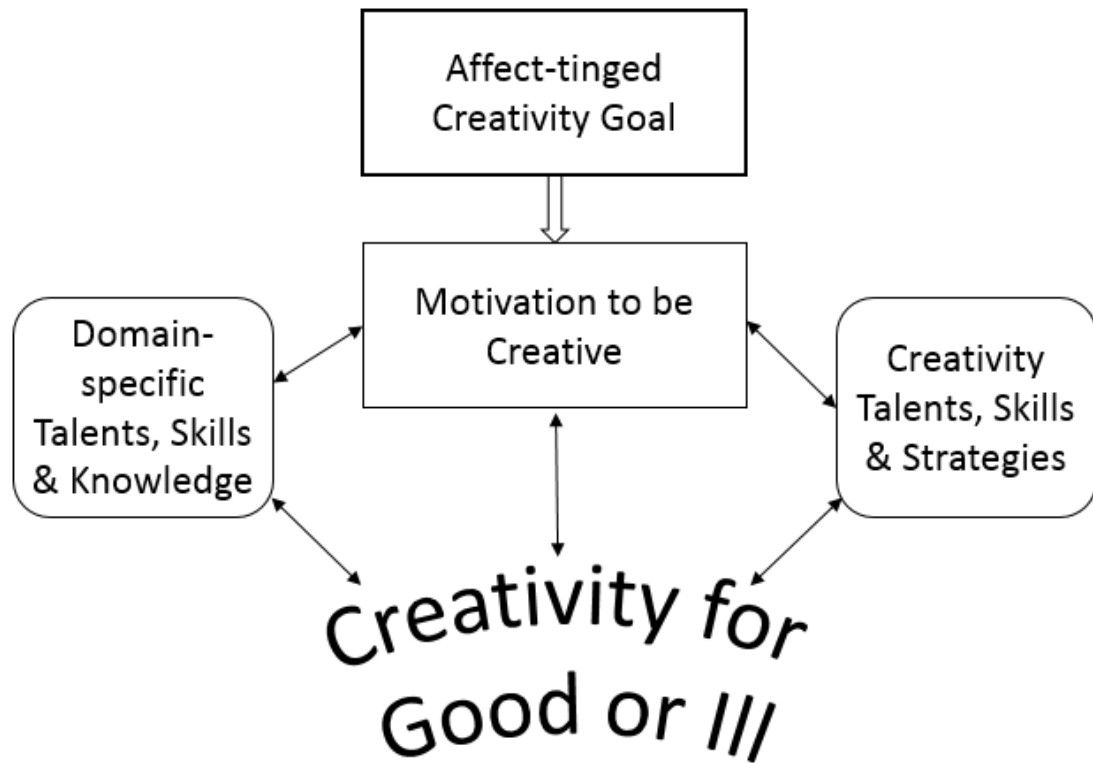 Affect-tinged
Creativity Goal
Motivation to be
Creative
Domain-
specific
Talents, Skills
& Knowledge
Creativity
Talents, Skills
& Strategies
Creativity for
Good or Ill